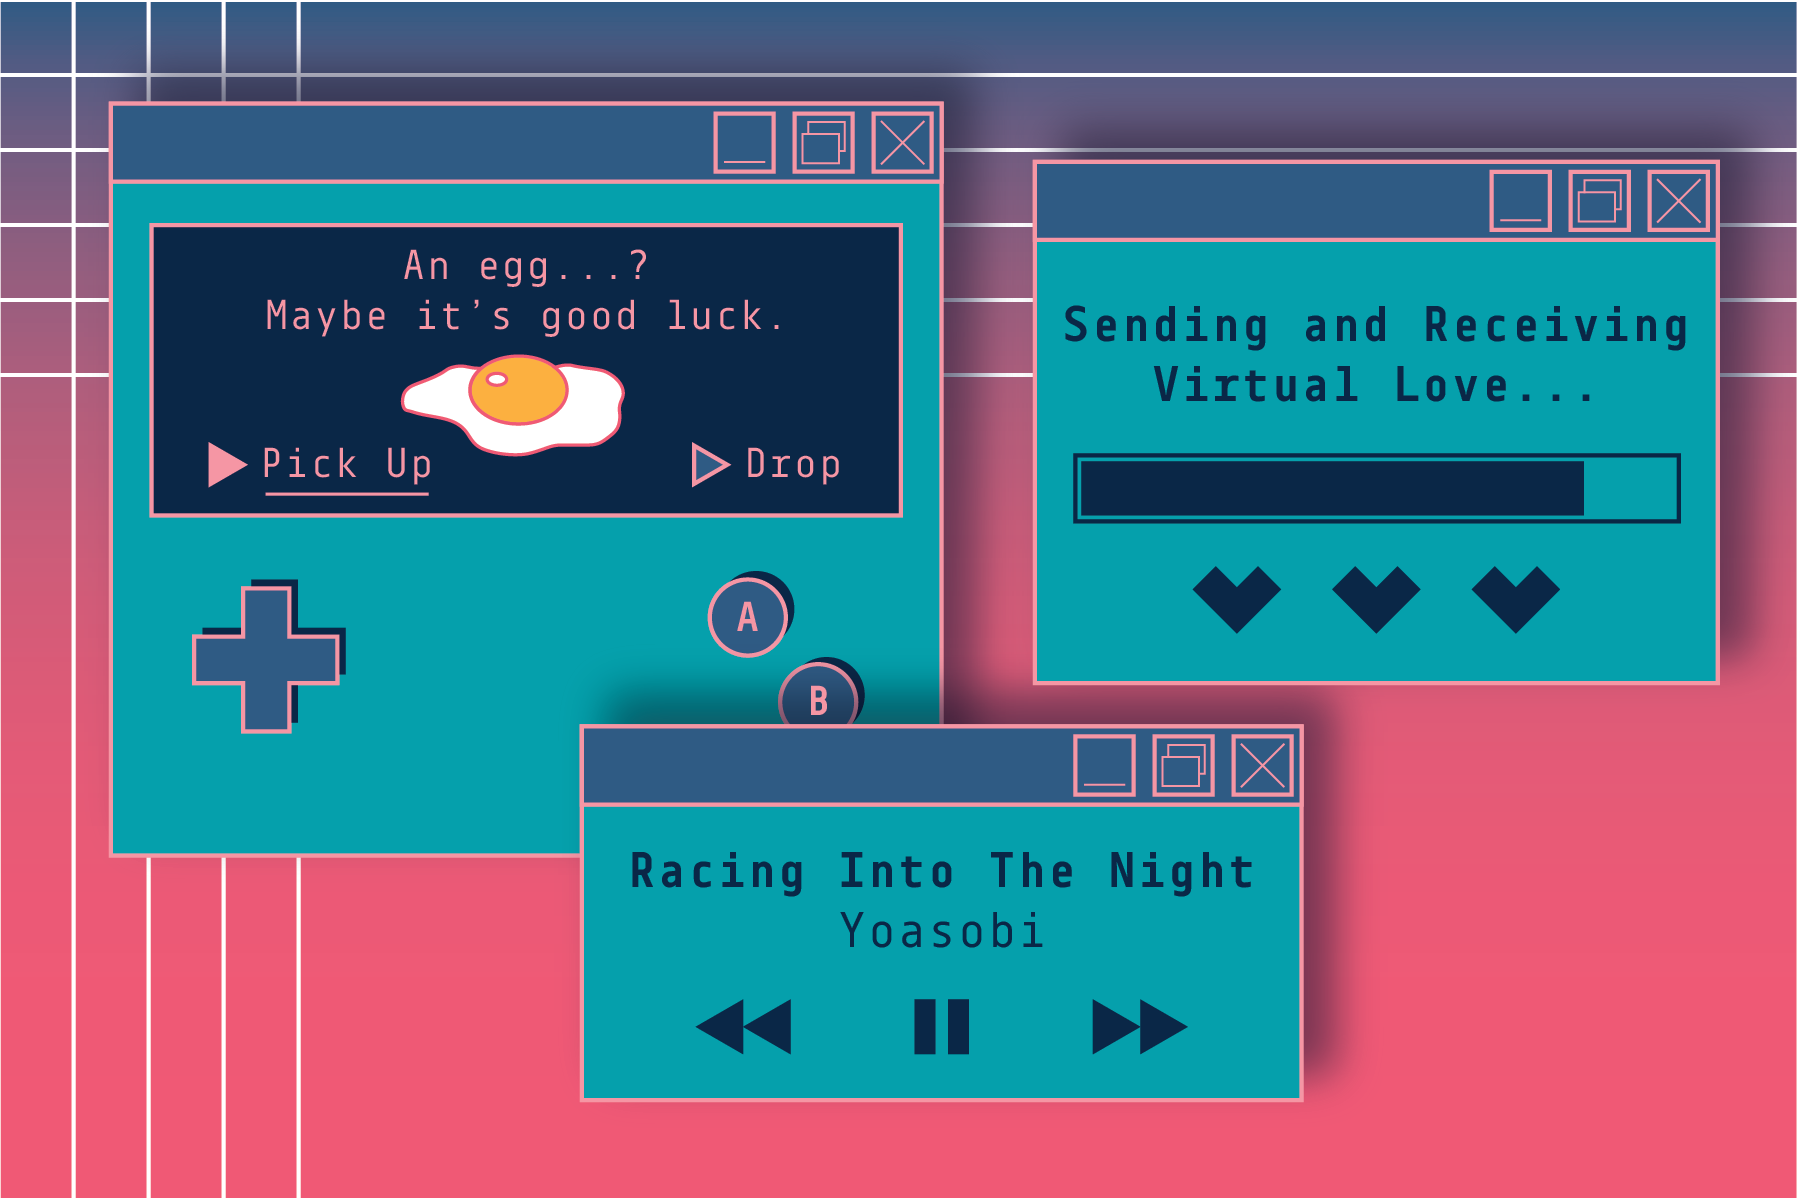 An egg...?
Maybe it’s good luck.
Pick Up
Drop
A
B
Sending and Receiving
Virtual Love...
Racing Into The Night
Yoasobi